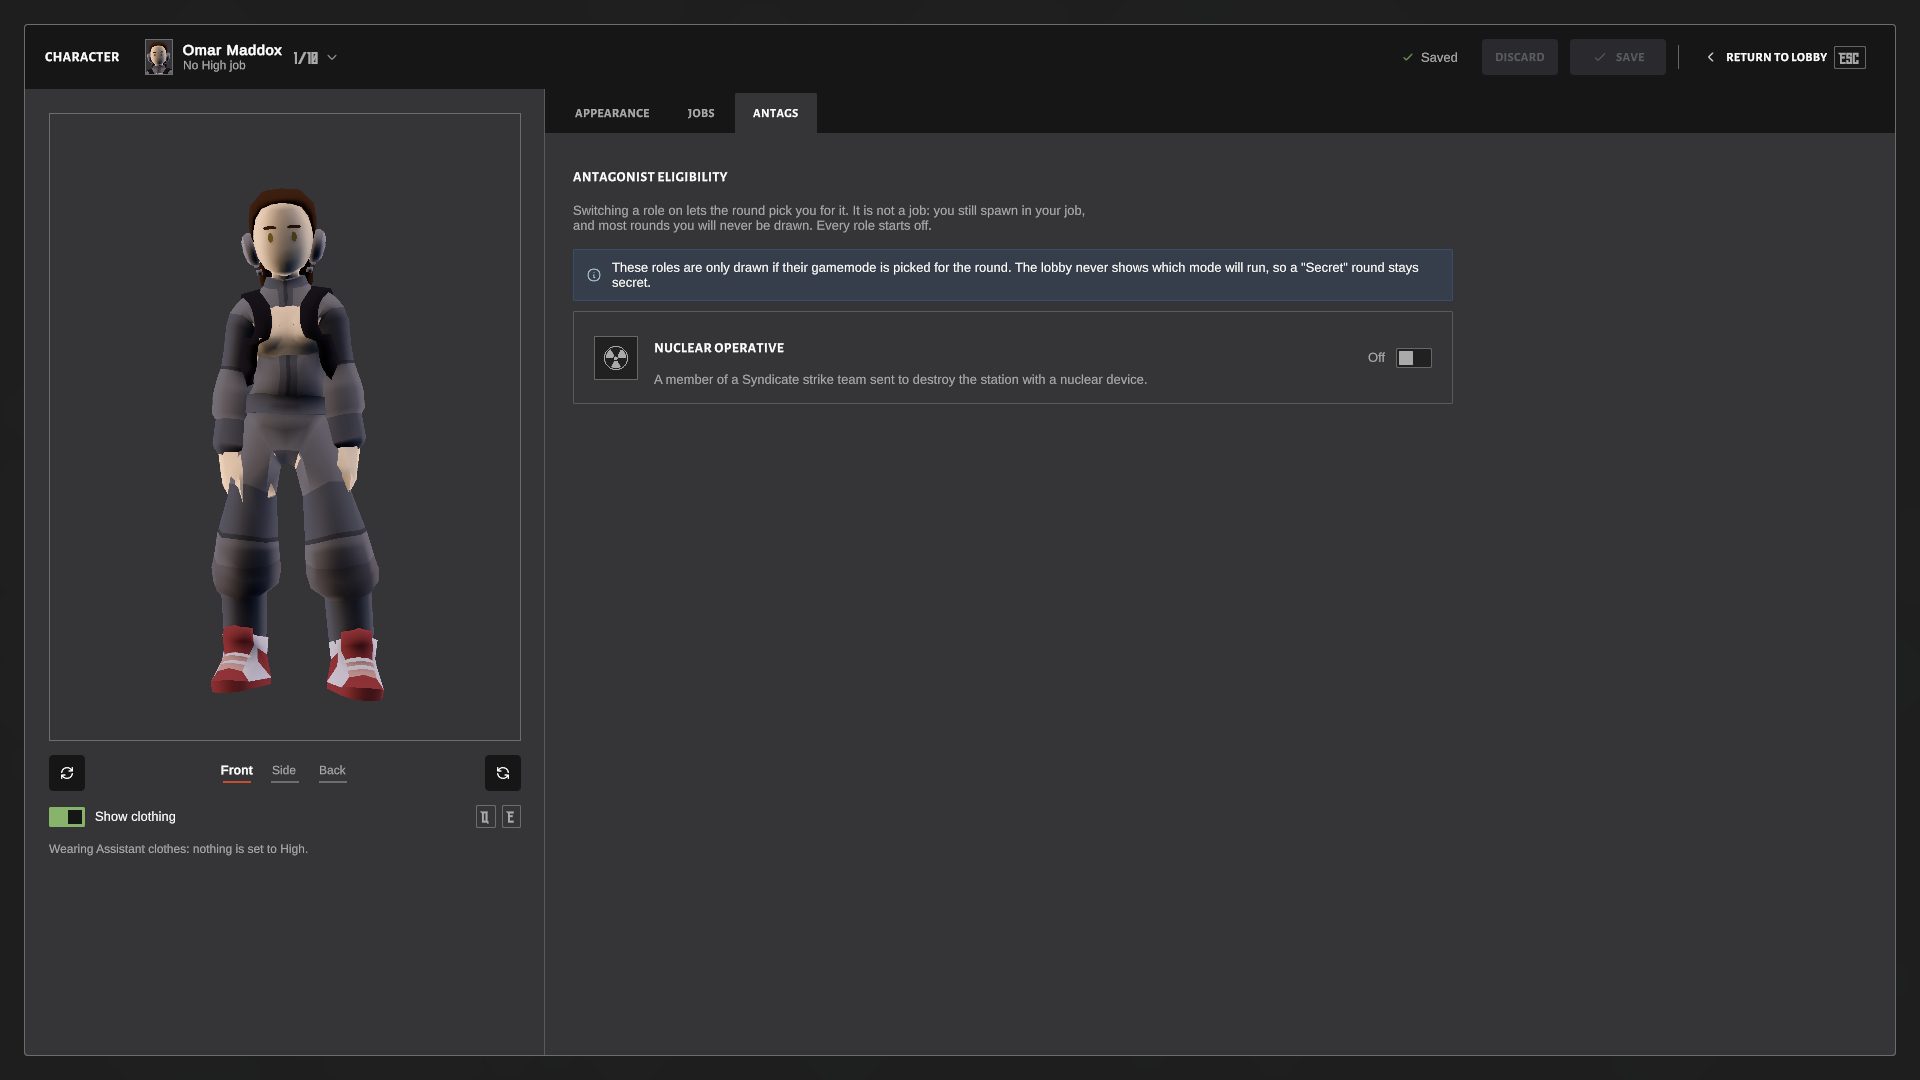 CHARACTER
Omar Maddox
No High job
1/10
Saved
DISCARD
SAVE
RETURN TO LOBBY
ESC
APPEARANCE
JOBS
ANTAGS
ANTAGONIST ELIGIBILITY
Switching a role on lets the round pick you for it. It is not a job: you still spawn in your job,
and most rounds you will never be drawn. Every role starts off.
These roles are only drawn if their gamemode is picked for the round. The lobby never shows which mode will run, so a "Secret" round stays
secret.
NUCLEAR OPERATIVE
A member of a Syndicate strike team sent to destroy the station with a nuclear device.
Off
Front
Side
Back
Show clothing
Q
E
Wearing Assistant clothes: nothing is set to High.